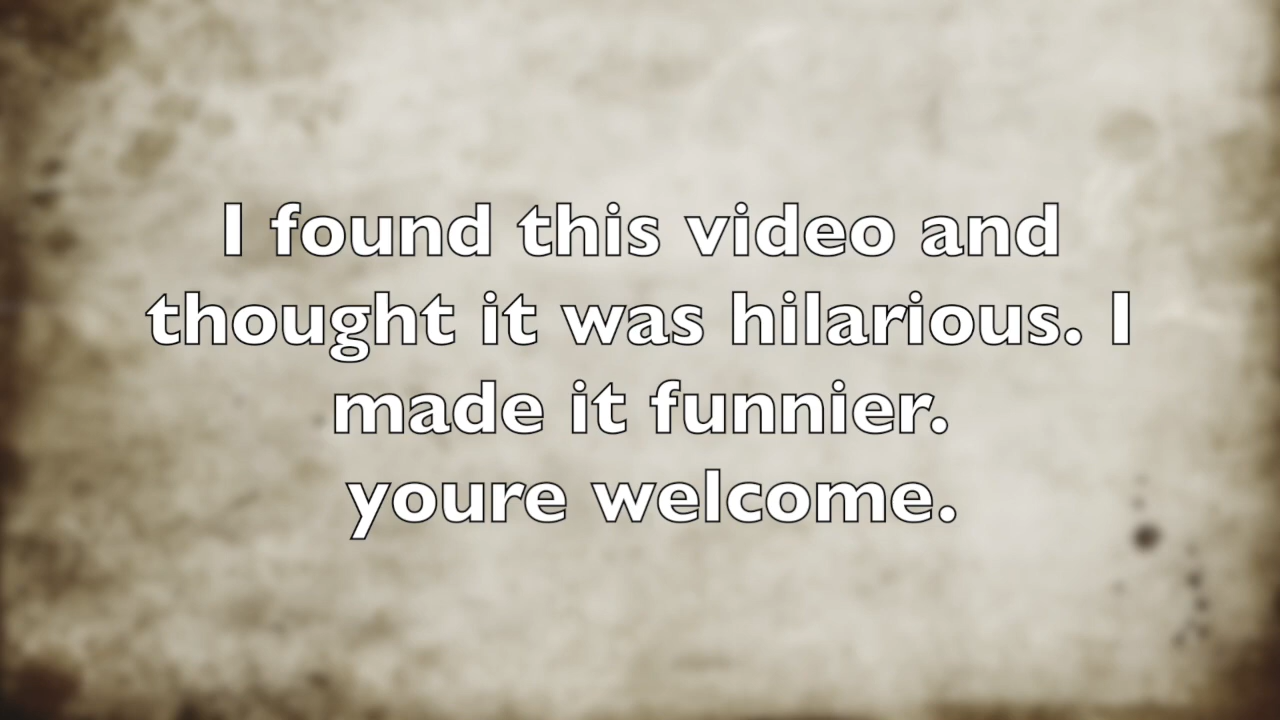 I found this video and
thought it was hilarious. I
made it funnier.
youre welcome.